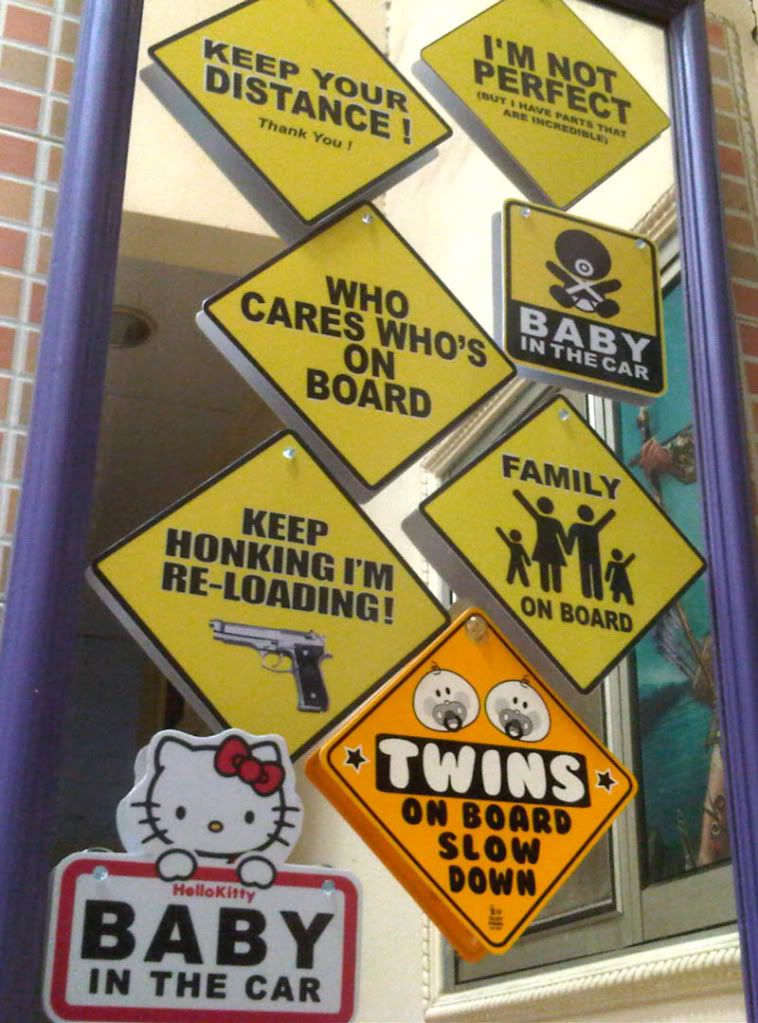 KEEP YOUR
DISTANCE !
Thank You !
I'M NOT
PERFECT
(BUT I HAVE PARTS THAT
ARE INCREDIBLE)
WHO
CARES WHO'S
ON
BOARD
BABY
IN THE CAR
KEEP
HONKING I'M
RE-LOADING!
FAMILY
ON BOARD
TWINS
ON BOARD
SLOW
DOWN
HelloKitty
BABY
IN THE CAR